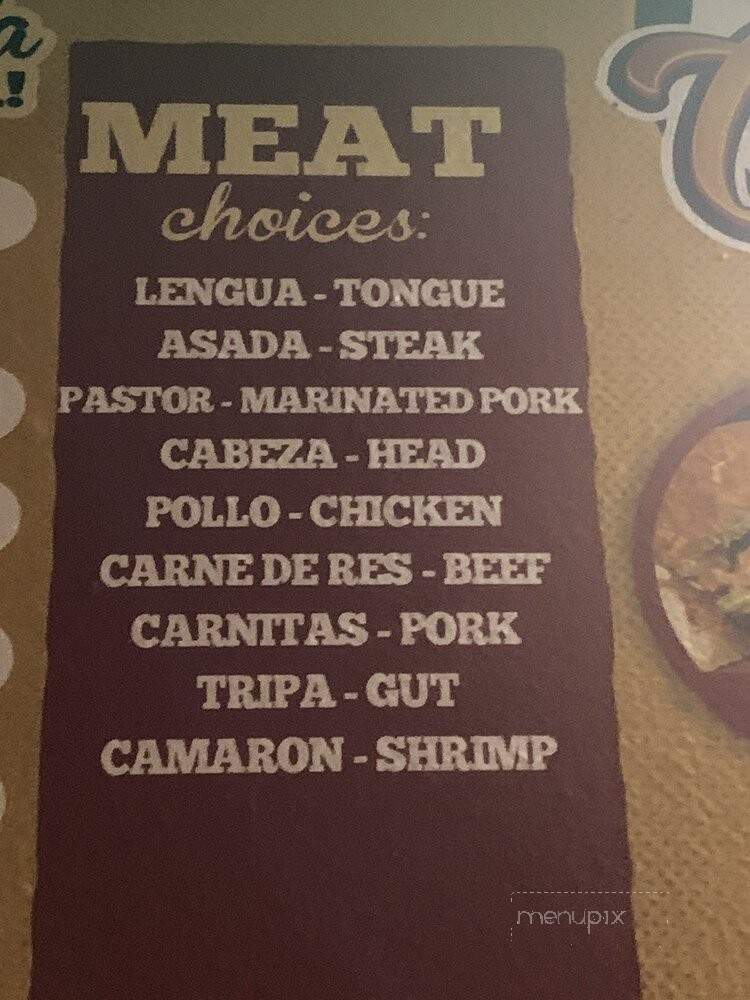 MEAT
choices:
LENGUA - TONGUE
ASADA - STEAK
PASTOR - MARINATED PORK
CABEZA - HEAD
POLLO - CHICKEN
CARNE DE RES - BEEF
CARNITAS - PORK
TRIPA - GUT
CAMARON - SHRIMP
menupix